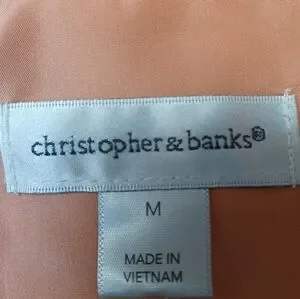 christopher & banks®
M
MADE IN
VIETNAM